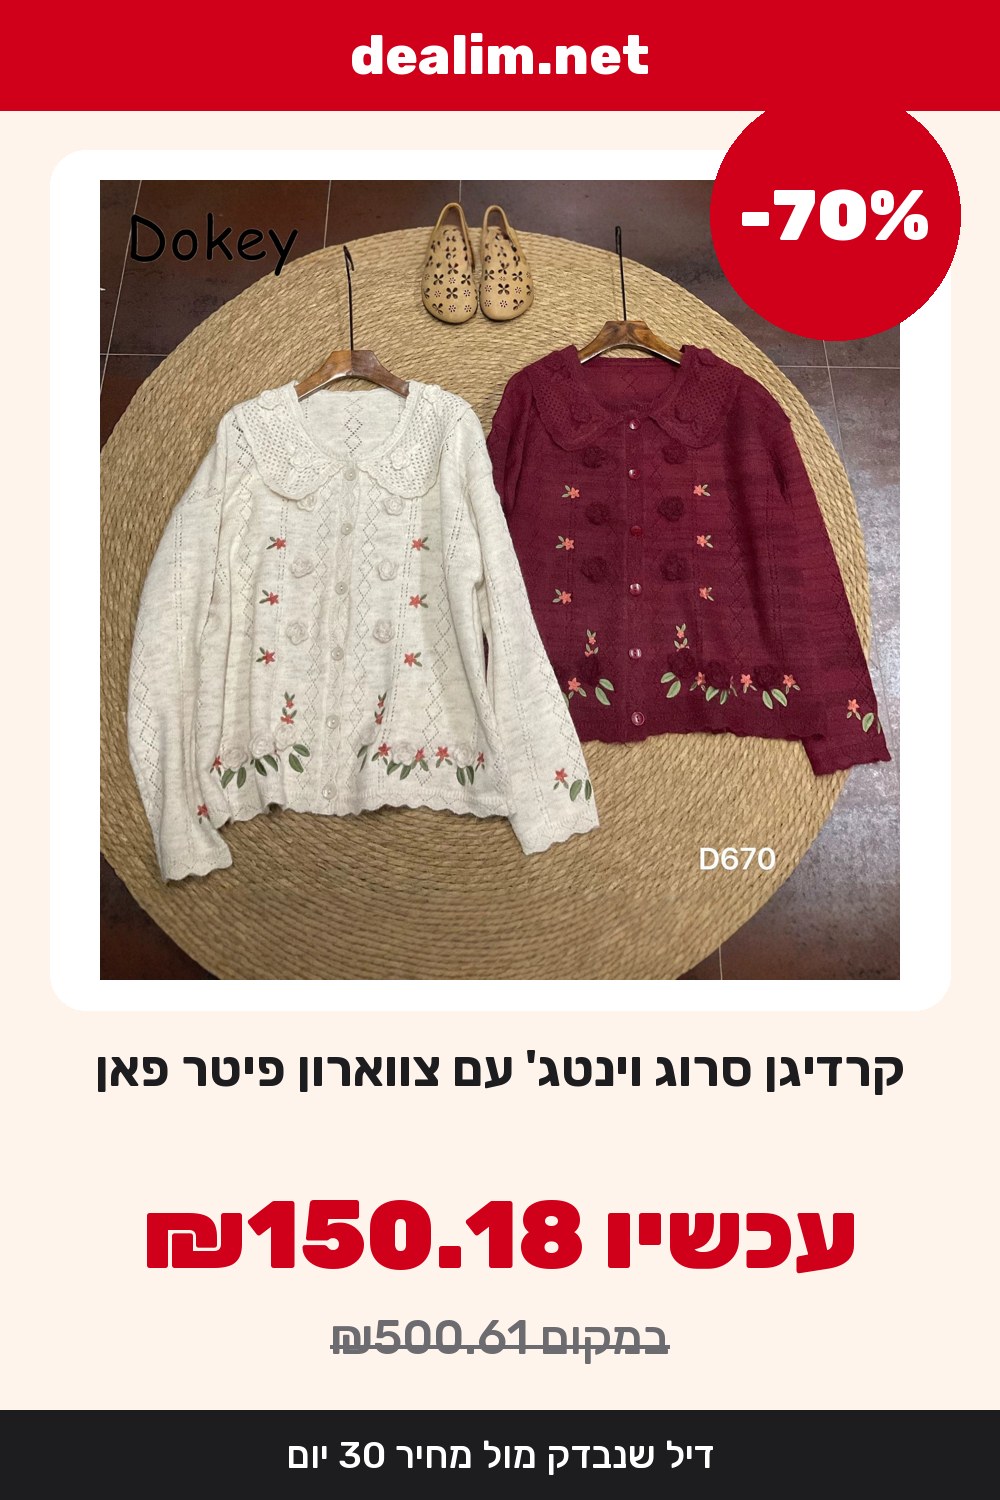 dealim.net
-70%
Dokey
D670
קרדיגן סרוג וינטג' עם צווארון פיטר פאן
עכשיו ₪150.18
במקום ₪500.61
דיל שנבדק מול מחיר 30 יום